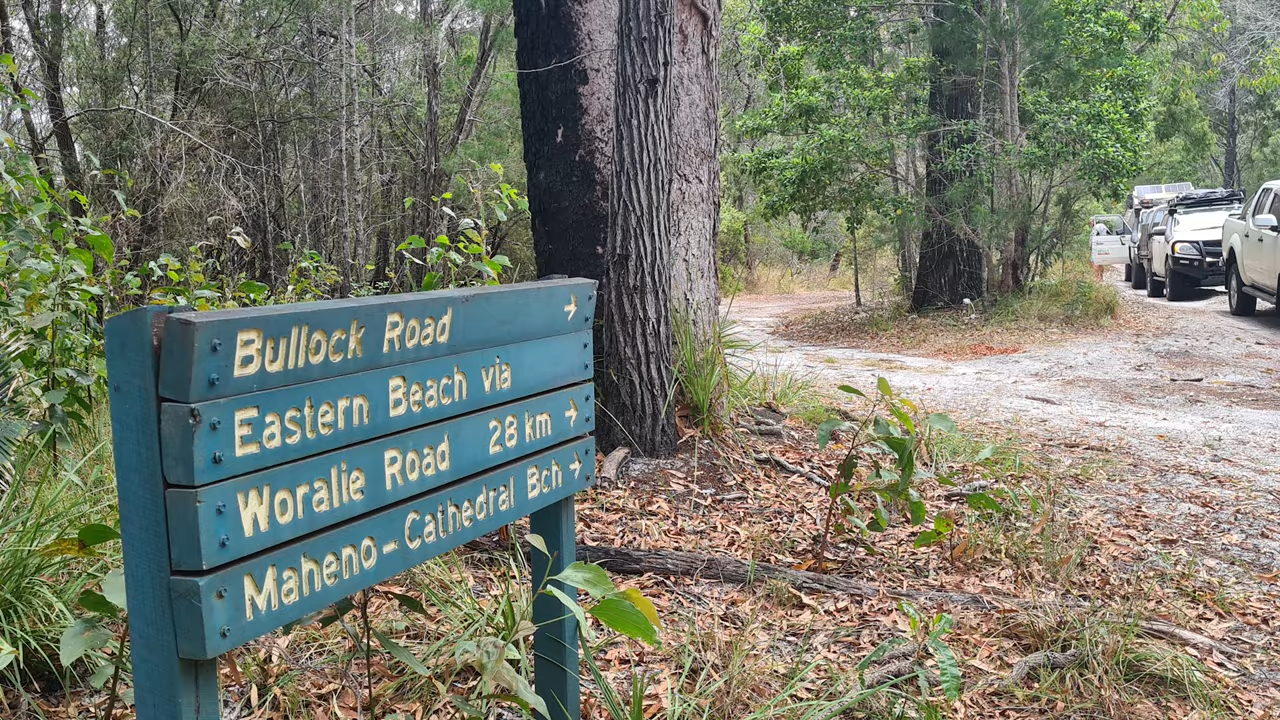 Bullock Road →
Eastern Beach via
Woralie Road 28 km →
Maheno-Cathedral Bch →